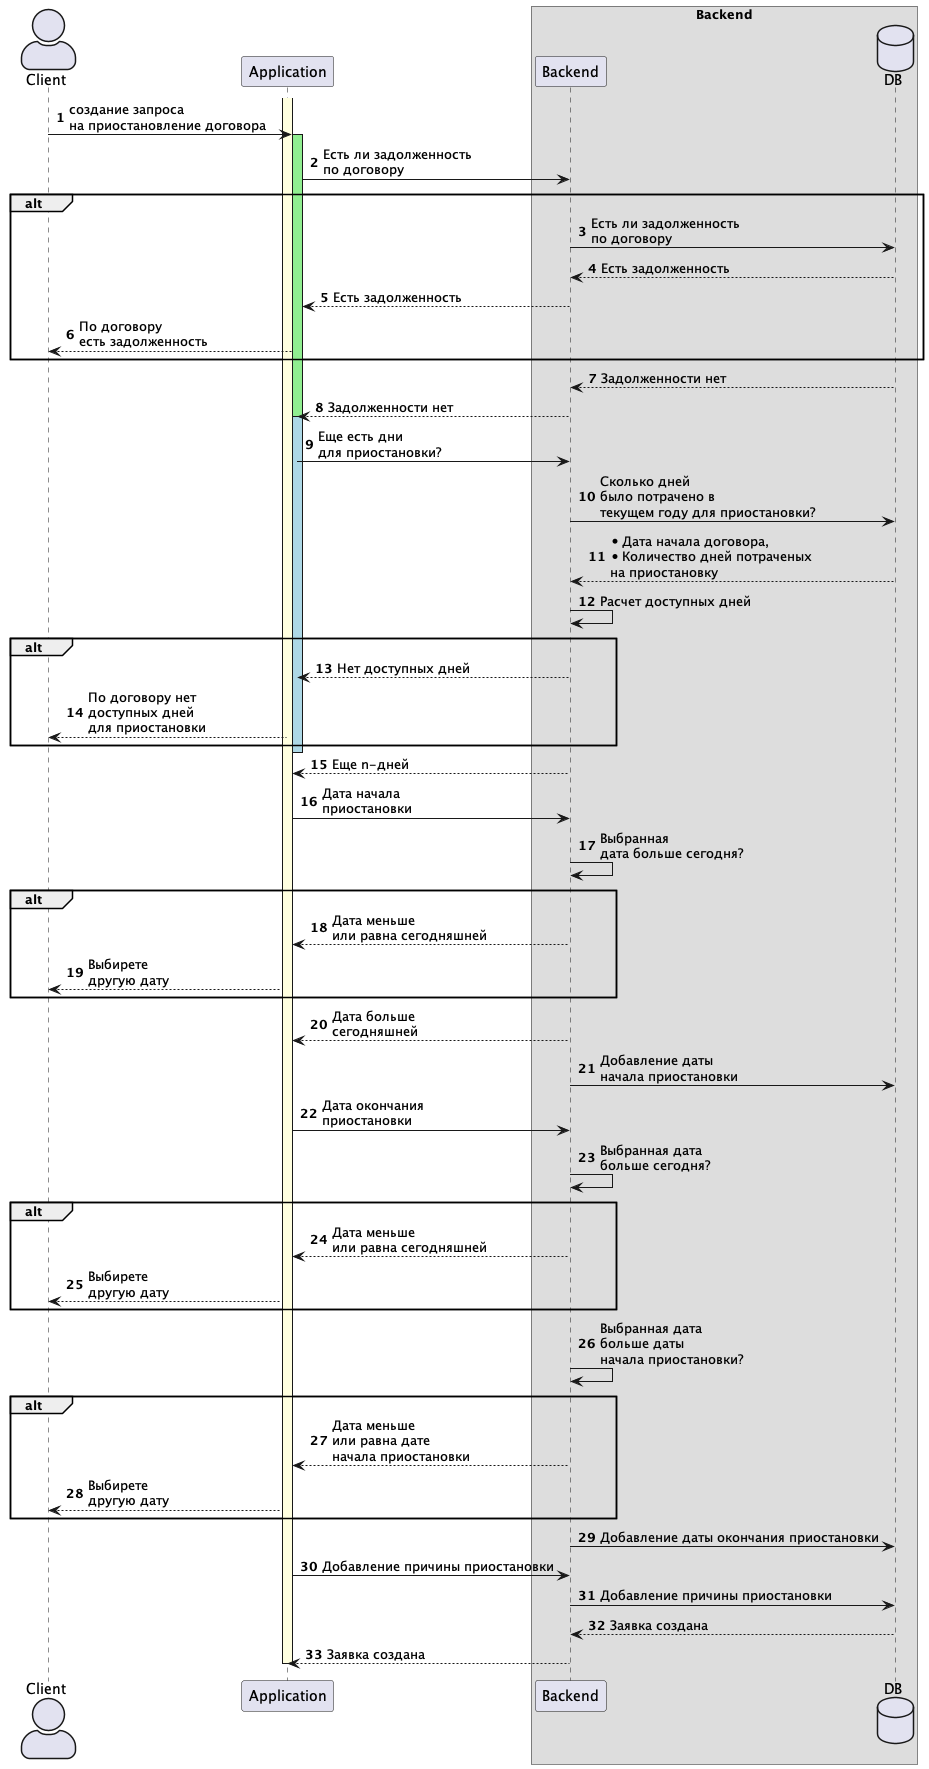 Backend
Client
Application
Backend
DB
1 создание запроса
на приостановление договора
2 Есть ли задолженность
по договору
alt
3 Есть ли задолженность
по договору
4 Есть задолженность
5 Есть задолженность
6 По договору
есть задолженность
7 Задолженности нет
8 Задолженности нет
9 Еще есть дни
для приостановки?
Сколько дней
10 было потрачено в
текущем году для приостановки?
• Дата начала договора,
11 • Количество дней потраченых
на приостановку
12 Расчет доступных дней
alt
13 Нет доступных дней
По договору нет
14 доступных дней
для приостановки
15 Еще n-дней
16 Дата начала
приостановки
17 Выбранная
дата больше сегодня?
alt
18 Дата меньше
или равна сегодняшней
19 Выбирете
другую дату
20 Дата больше
сегодняшней
21 Добавление даты
начала приостановки
22 Дата окончания
приостановки
23 Выбранная дата
больше сегодня?
alt
24 Дата меньше
или равна сегодняшней
25 Выбирете
другую дату
Выбранная дата
26 больше даты
начала приостановки?
alt
Дата меньше
27 или равна дате
начала приостановки
28 Выбирете
другую дату
29 Добавление даты окончания приостановки
30 Добавление причины приостановки
31 Добавление причины приостановки
32 Заявка создана
33 Заявка создана
Client
Application
Backend
DB